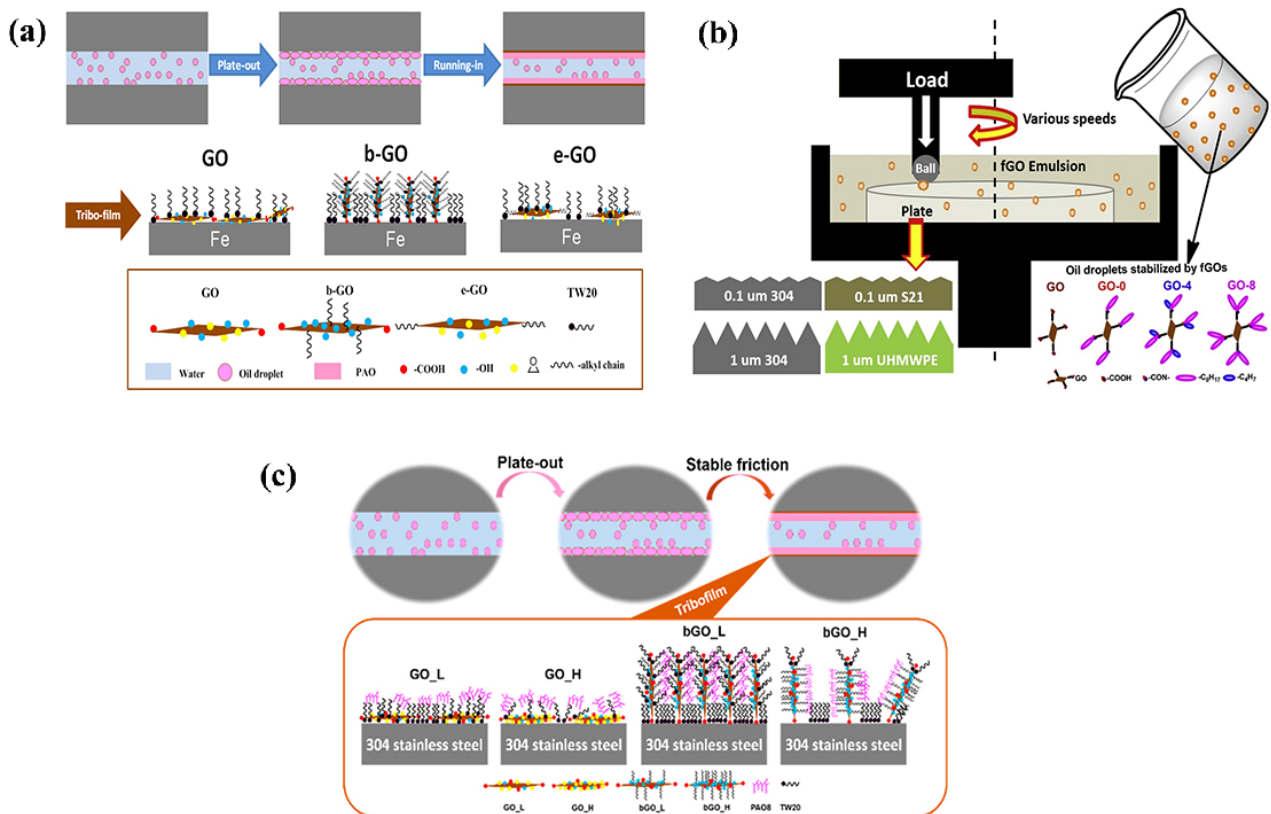 (a)
Plate-out
Running-in
GO
b-GO
e-GO
Tribo-film
Fe
Fe
GO
b-GO
e-GO
TW20
Water
Oil droplet
PAO
-COOH
-OH
-alkyl chain
(b)
Load
Various speeds
Ball
fGO Emulsion
Plate
0.1 um 304
0.1 um S21
1 um 304
1 um UHMWPE
Oil droplets stabilized by fGOs
GO
GO-0
GO-4
GO-8
GO
-COOH
-CON-
-C8H17
-C4H7
(c)
Plate-out
Stable friction
Tribofilm
GO_L
GO_H
bGO_L
bGO_H
304 stainless steel
304 stainless steel
304 stainless steel
304 stainless steel
GO_L
GO_H
bGO_L
bGO_H
PAO8
TW20